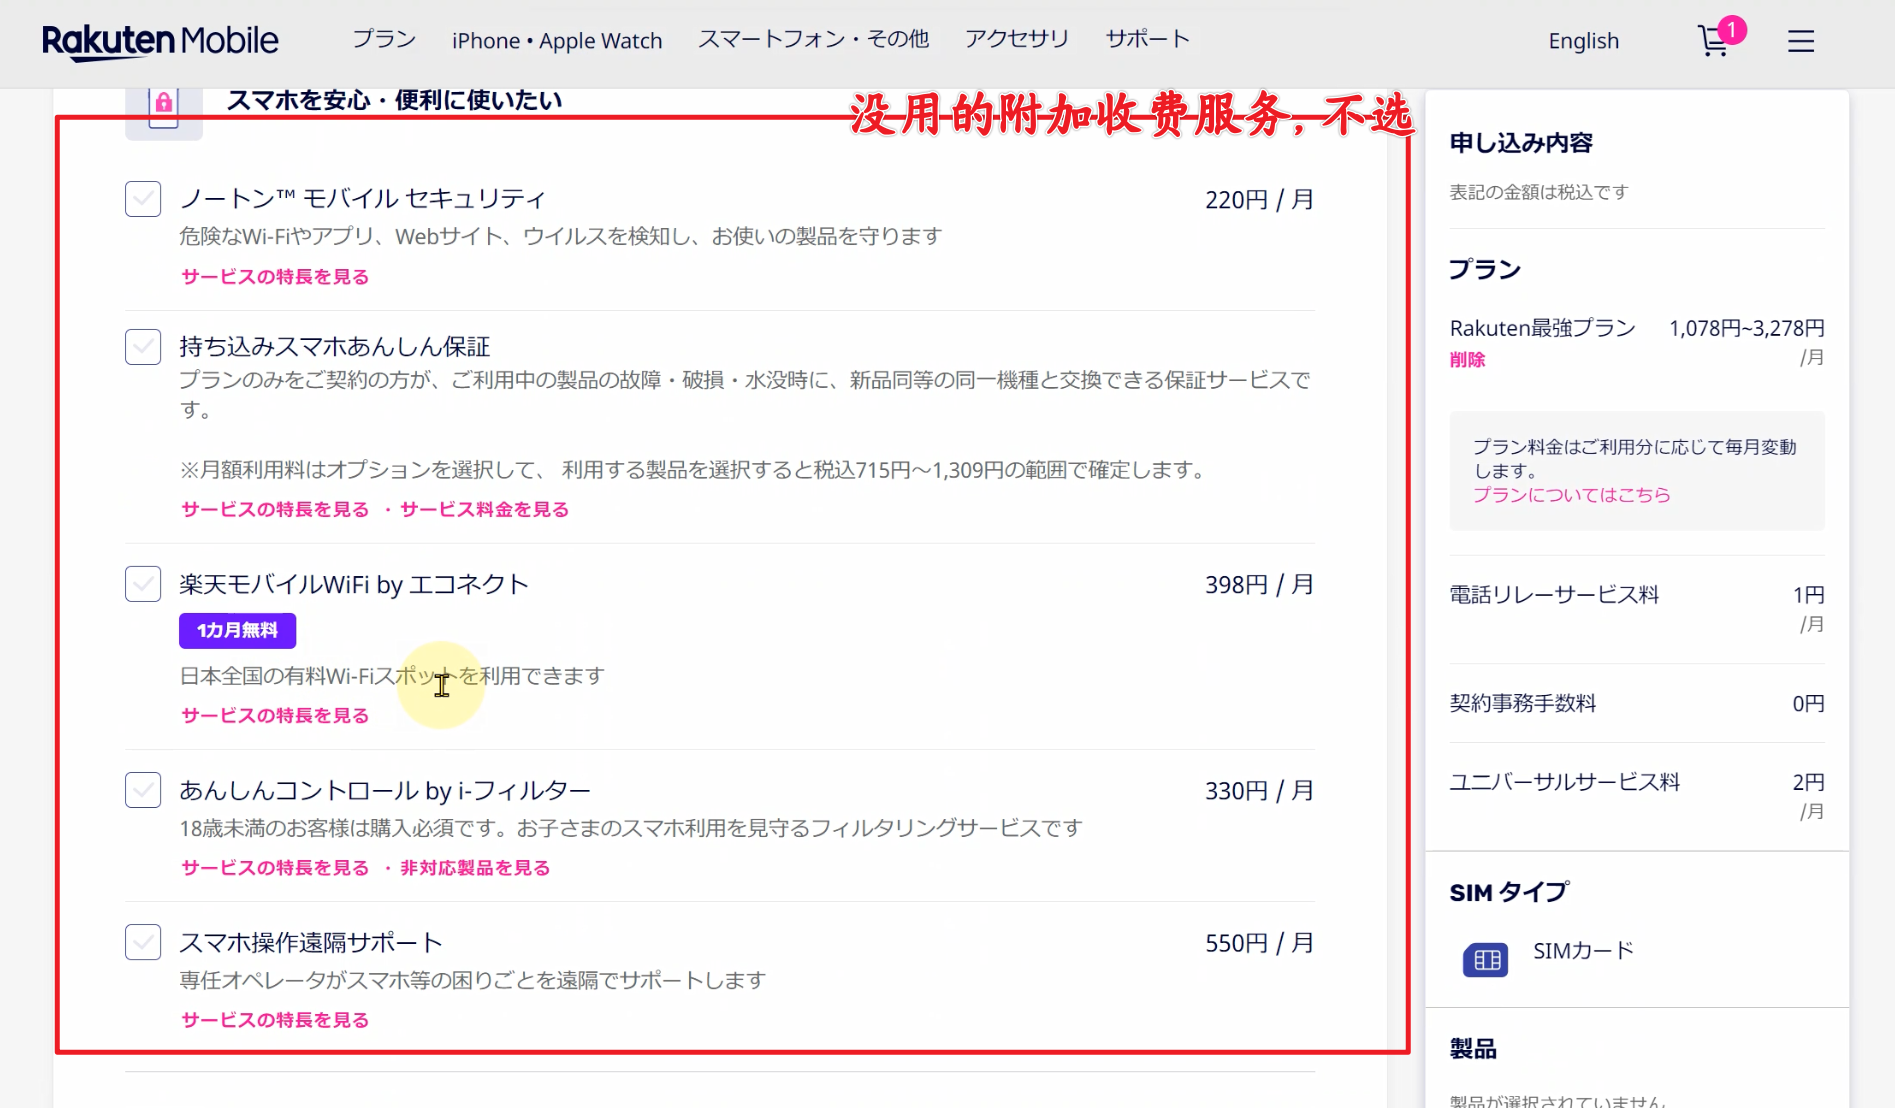 Rakuten Mobile
プラン
iPhone • Apple Watch
スマートフォン・その他
アクセサリ
サポート
English
1
スマホを安心・便利に使いたい
没用的附加收费服务,不选
ノートン™ モバイル セキュリティ
220円 / 月
危険なWi-Fiやアプリ、Webサイト、ウイルスを検知し、お使いの製品を守ります
サービスの特長を見る
持ち込みスマホあんしん保証
プランのみをご契約の方が、ご利用中の製品の故障・破損・水没時に、新品同等の同一機種と交換できる保証サービスで
す。
※月額利用料はオプションを選択して、 利用する製品を選択すると税込715円～1,309円の範囲で確定します。
サービスの特長を見る ・サービス料金を見る
楽天モバイルWiFi by エコネクト
398円 / 月
1カ月無料
日本全国の有料Wi-Fiスポットを利用できます
サービスの特長を見る
あんしんコントロール by i-フィルター
330円 / 月
18歳未満のお客様は購入必須です。お子さまのスマホ利用を見守るフィルタリングサービスです
サービスの特長を見る ・非対応製品を見る
スマホ操作遠隔サポート
550円 / 月
専任オペレータがスマホ等の困りごとを遠隔でサポートします
サービスの特長を見る
申し込み内容
表記の金額は税込です
プラン
Rakuten最強プラン 1,078円~3,278円
削除 /月
プラン料金はご利用分に応じて毎月変動
します。
プランについてはこちら
電話リレーサービス料 1円
/月
契約事務手数料 0円
ユニバーサルサービス料 2円
/月
SIM タイプ
SIMカード
製品
製品が選択されていません